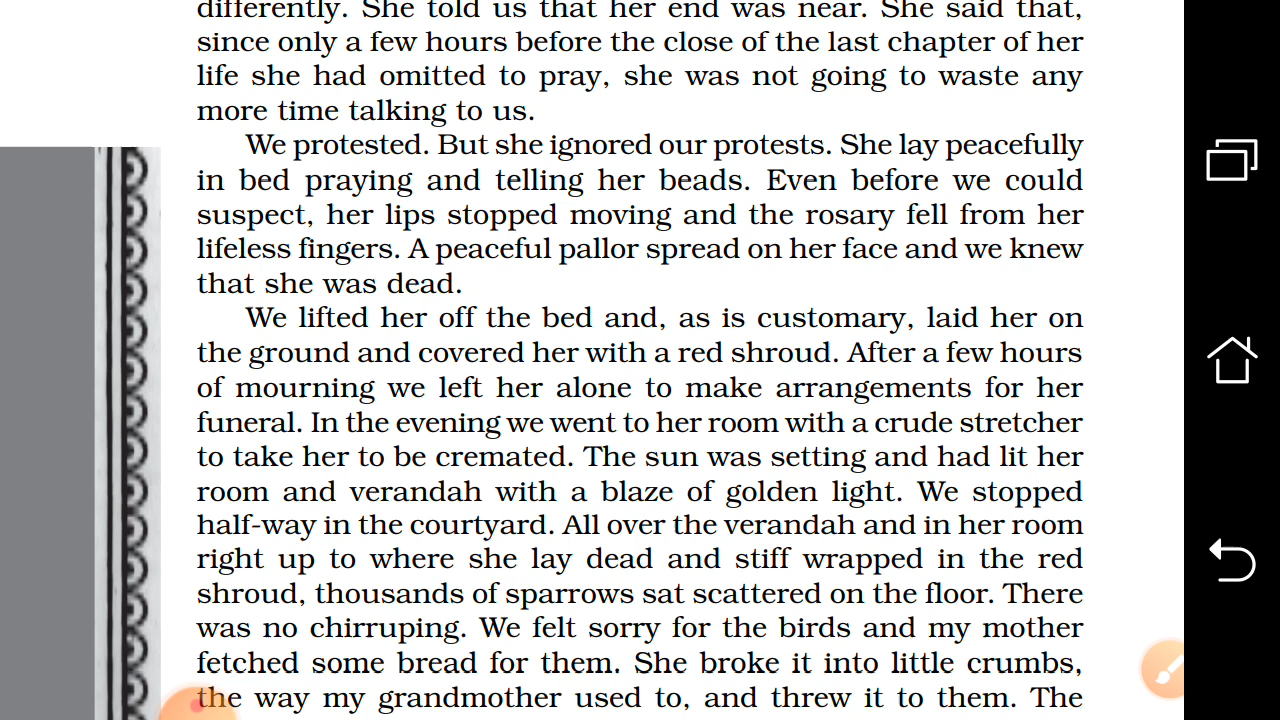 differently. She told us that her end was near. She said that,
since only a few hours before the close of the last chapter of her
life she had omitted to pray, she was not going to waste any
more time talking to us.
We protested. But she ignored our protests. She lay peacefully
in bed praying and telling her beads. Even before we could
suspect, her lips stopped moving and the rosary fell from her
lifeless fingers. A peaceful pallor spread on her face and we knew
that she was dead.
We lifted her off the bed and, as is customary, laid her on
the ground and covered her with a red shroud. After a few hours
of mourning we left her alone to make arrangements for her
funeral. In the evening we went to her room with a crude stretcher
to take her to be cremated. The sun was setting and had lit her
room and verandah with a blaze of golden light. We stopped
half-way in the courtyard. All over the verandah and in her room
right up to where she lay dead and stiff wrapped in the red
shroud, thousands of sparrows sat scattered on the floor. There
was no chirruping. We felt sorry for the birds and my mother
fetched some bread for them. She broke it into little crumbs,
the way my grandmother used to, and threw it to them. The